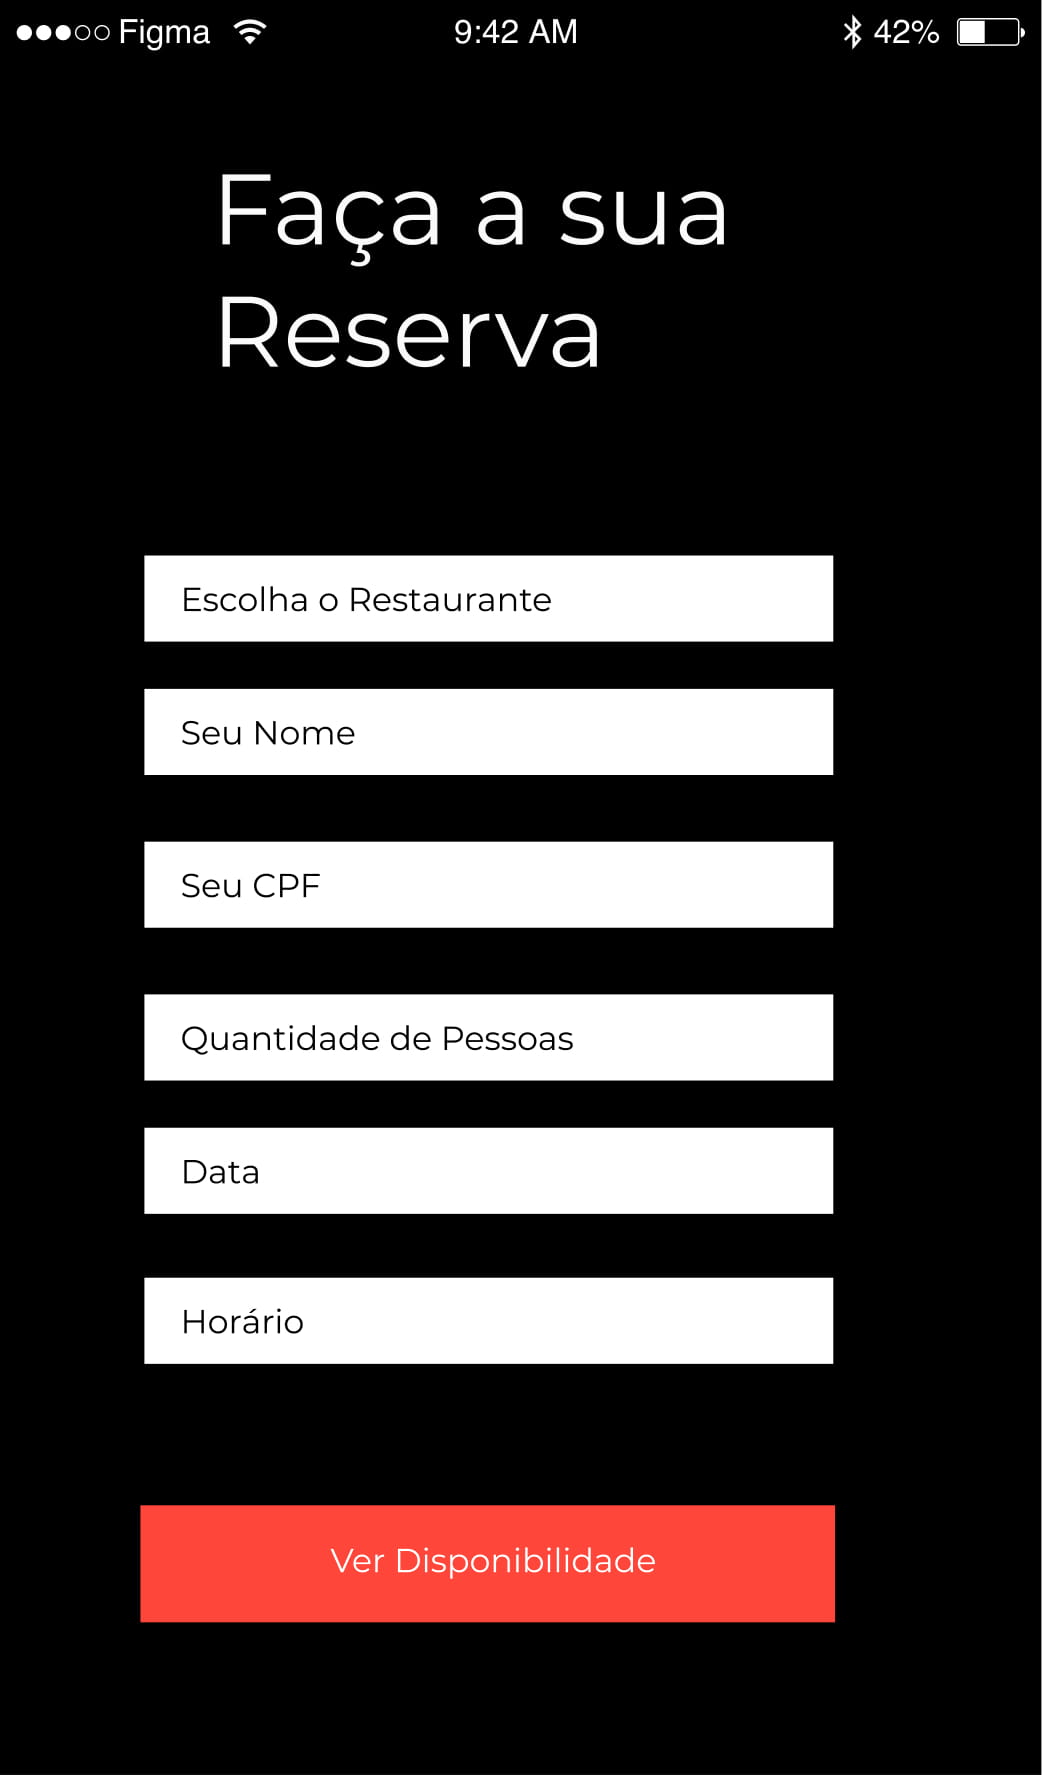 Figma 9:42 AM 42%
Faça a sua
Reserva
Escolha o Restaurante
Seu Nome
Seu CPF
Quantidade de Pessoas
Data
Horário
Ver Disponibilidade